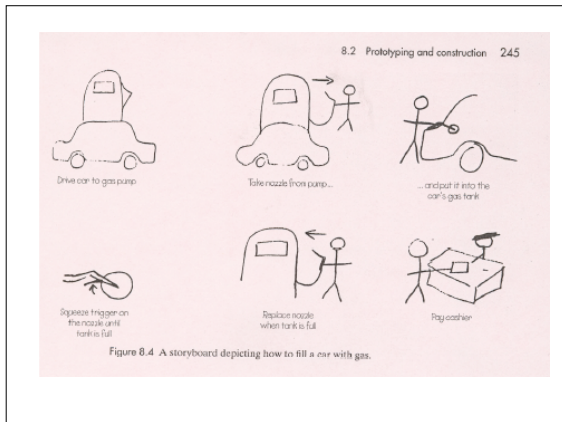 8.2 Prototyping and construction 245
Drive car to gas pump
Take nozzle from pump...
...and put it into the
car's gas tank
Squeeze trigger on
the nozzle until
tank is full
Replace nozzle
when tank is full
Pay cashier
Figure 8.4 A storyboard depicting how to fill a car with gas.